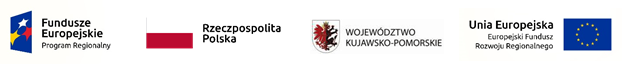 Fundusze
Europejskie
Program Regionalny
Rzeczpospolita
Polska
WOJEWÓDZTWO
KUJAWSKO-POMORSKIE
Unia Europejska
Europejski Fundusz
Rozwoju Regionalnego